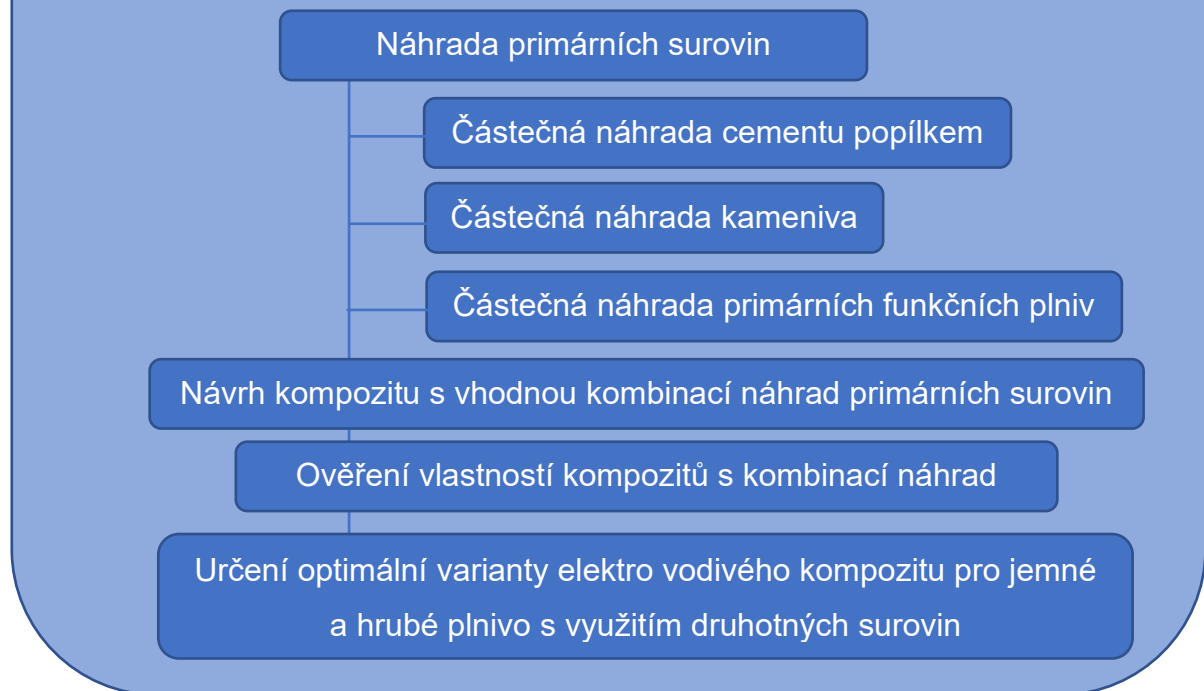 Náhrada primárních surovin
Částečná náhrada cementu popílkem
Částečná náhrada kameniva
Částečná náhrada primárních funkčních plniv
Návrh kompozitu s vhodnou kombinací náhrad primárních surovin
Ověření vlastností kompozitů s kombinací náhrad
Určení optimální varianty elektro vodivého kompozitu pro jemné
a hrubé plnivo s využitím druhotných surovin